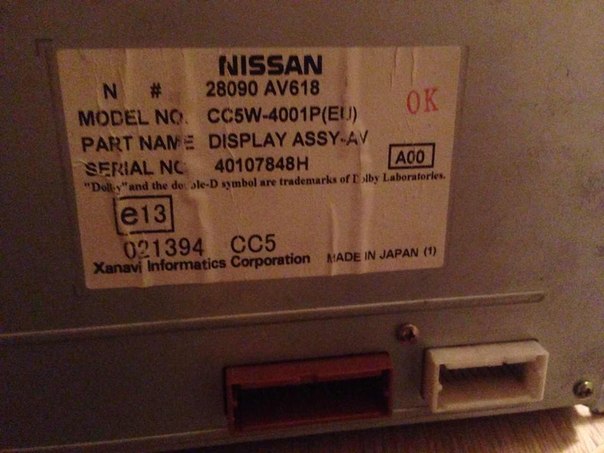 NISSAN
N # 28090 AV618
OK
MODEL NO. CC5W-4001P(EU)
PART NAME DISPLAY ASSY-AV
SERIAL NO 40107848H
A00
"Dolby" and the double-D symbol are trademarks of Dolby Laboratories.
e13
021394 CC5
Xanavi Informatics Corporation MADE IN JAPAN (1)